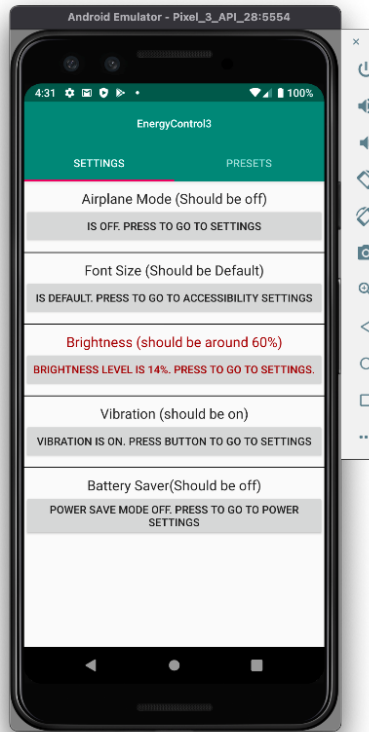 Android Emulator - Pixel_3_API_28:5554
4:31 100%
EnergyControl3
SETTINGS PRESETS
Airplane Mode (Should be off)
IS OFF. PRESS TO GO TO SETTINGS
Font Size (Should be Default)
IS DEFAULT. PRESS TO GO TO ACCESSIBILITY SETTINGS
Brightness (should be around 60%)
BRIGHTNESS LEVEL IS 14%. PRESS TO GO TO SETTINGS.
Vibration (should be on)
VIBRATION IS ON. PRESS BUTTON TO GO TO SETTINGS
Battery Saver(Should be off)
POWER SAVE MODE OFF. PRESS TO GO TO POWER
SETTINGS